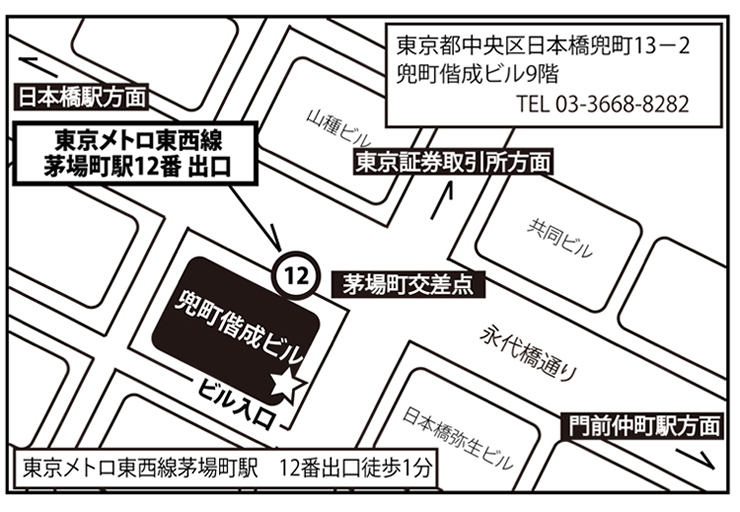 東京都中央区日本橋兜町13−2
兜町偕成ビル9階
TEL 03-3668-8282
日本橋駅方面
東京メトロ東西線
茅場町駅12番 出口
山種ビル
東京証券取引所方面
共同ビル
12
茅場町交差点
兜町偕成ビル
永代橋通り
ビル入口
日本橋弥生ビル
門前仲町駅方面
東京メトロ東西線茅場町駅　12番出口徒歩1分